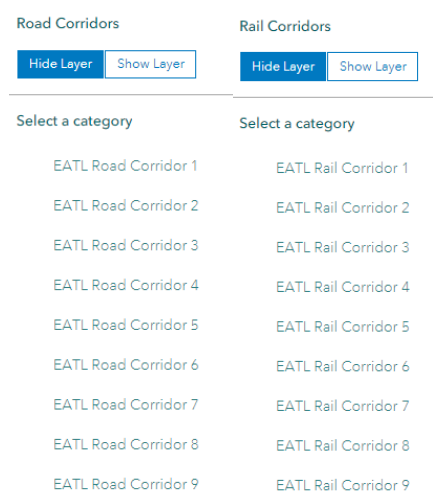 Road Corridors
Hide Layer Show Layer
Select a category
EATL Road Corridor 1
EATL Road Corridor 2
EATL Road Corridor 3
EATL Road Corridor 4
EATL Road Corridor 5
EATL Road Corridor 6
EATL Road Corridor 7
EATL Road Corridor 8
EATL Road Corridor 9
Rail Corridors
Hide Layer Show Layer
Select a category
EATL Rail Corridor 1
EATL Rail Corridor 2
EATL Rail Corridor 3
EATL Rail Corridor 4
EATL Rail Corridor 5
EATL Rail Corridor 6
EATL Rail Corridor 7
EATL Rail Corridor 8
EATL Rail Corridor 9